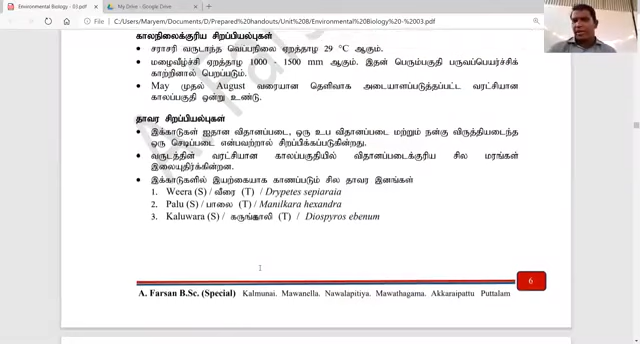 Environmental Biology - 03.pdf
My Drive - Google Drive
File
C:/Users/Maryem/Documents/D/Prepared%20handouts/Unit%208/Environmental%20Biology%20-%2003.pdf
காலநிலைக்குரிய சிறப்பியல்புகள்
• சராசரி வருடாந்த வெப்பநிலை ஏறத்தாழ 29 °C ஆகும்.
• மழைவீழ்ச்சி ஏறத்தாழ 1000 - 1500 mm ஆகும். இதன் பெரும்பகுதி பருவப்பெயர்ச்சிக்
காற்றினால் பெறப்படும்.
• May முதல் August வரையான தெளிவாக அடையாளப்படுத்தப்பட்ட வரட்சியான
காலப்பகுதி ஒன்று உண்டு.
தாவர சிறப்பியல்புகள்
• இக்காடுகள் ஐதான விதானப்படை, ஒரு உப விதானப்படை மற்றும் நன்கு விருத்தியடைந்த
ஒரு செடிப்படை என்பவற்றால் சிறப்பிக்கப்படுகின்றது.
• வருடத்தின் வரட்சியான காலப்பகுதியில் விதானப்படைக்குரிய சில மரங்கள்
இலையுதிர்க்கின்றன.
• இக்காடுகளில் இயற்கையாக காணப்படும் சில தாவர இனங்கள்
1. Weera (S) / வீரை (T) / Drypetes sepiaraia
2. Palu (S) / பாலை (T) / Manilkara hexandra
3. Kaluwara (S) / கருங்காலி (T) / Diospyros ebenum
6
A. Farsan B.Sc. (Special) Kalmunai. Mawanella. Nawalapitiya. Mawathagama. Akkaraipattu Puttalam